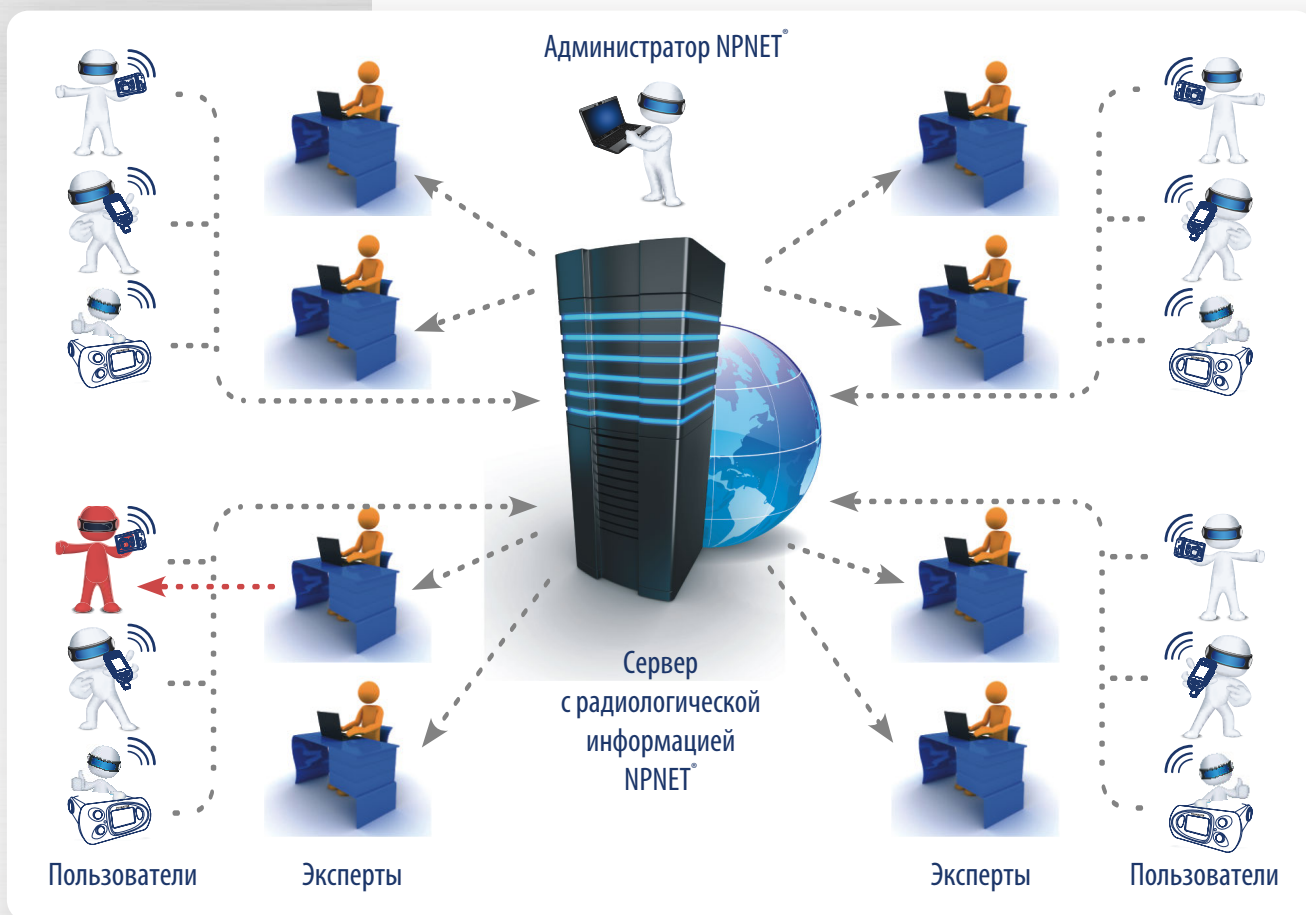 Администратор NPNET®
Сервер
с радиологической
информацией
NPNET®
Пользователи
Эксперты
Эксперты
Пользователи